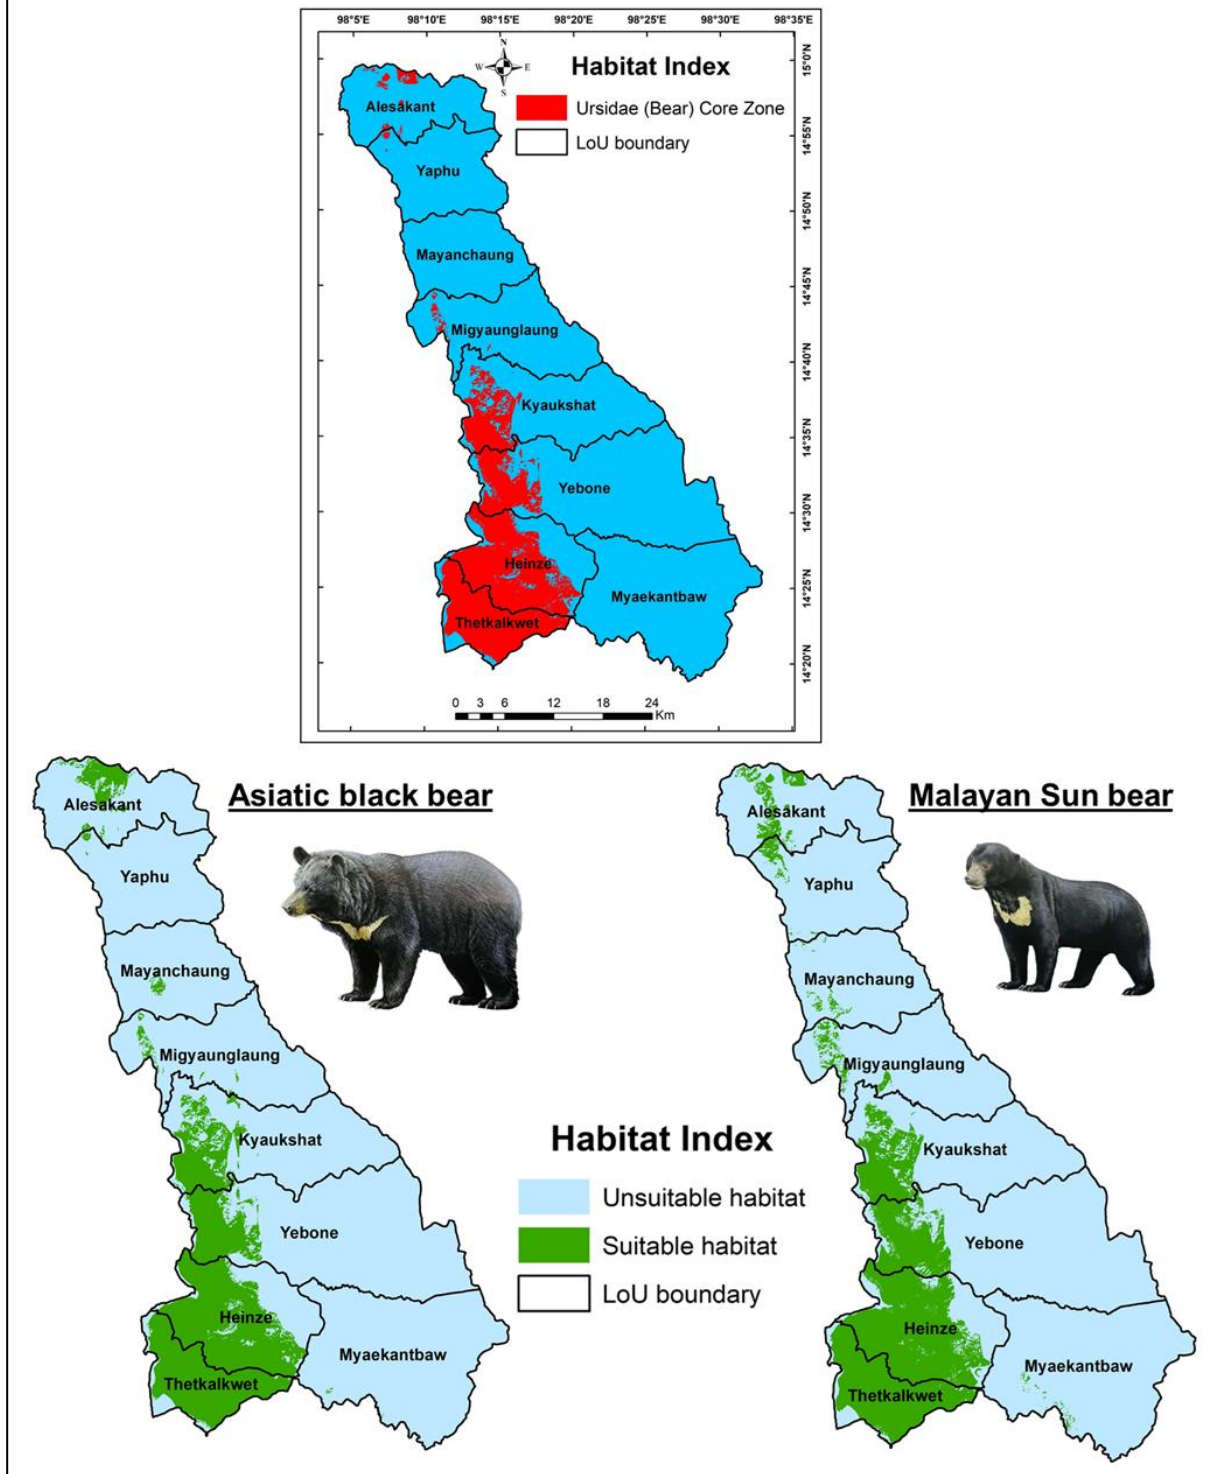 98°5'E 98°10'E 98°15'E 98°20'E 98°25'E 98°30'E 98°35'E
N
W E
S
Habitat Index
Ursidae (Bear) Core Zone
LoU boundary
15°0'N
14°55'N
14°50'N
14°45'N
14°40'N
14°35'N
14°30'N
14°25'N
14°20'N
Alesakant
Yaphu
Mayanchaung
Migyaunglaung
Kyaukshat
Yebone
Heinze
Myaekantbaw
Thetkalkwet
0 3 6 12 18 24
Km
Asiatic black bear
Alesakant
Yaphu
Mayanchaung
Migyaunglaung
Kyaukshat
Yebone
Heinze
Myaekantbaw
Thetkalkwet
Malayan Sun bear
Alesakant
Yaphu
Mayanchaung
Migyaunglaung
Kyaukshat
Yebone
Heinze
Myaekantbaw
Thetkalkwet
Habitat Index
Unsuitable habitat
Suitable habitat
LoU boundary